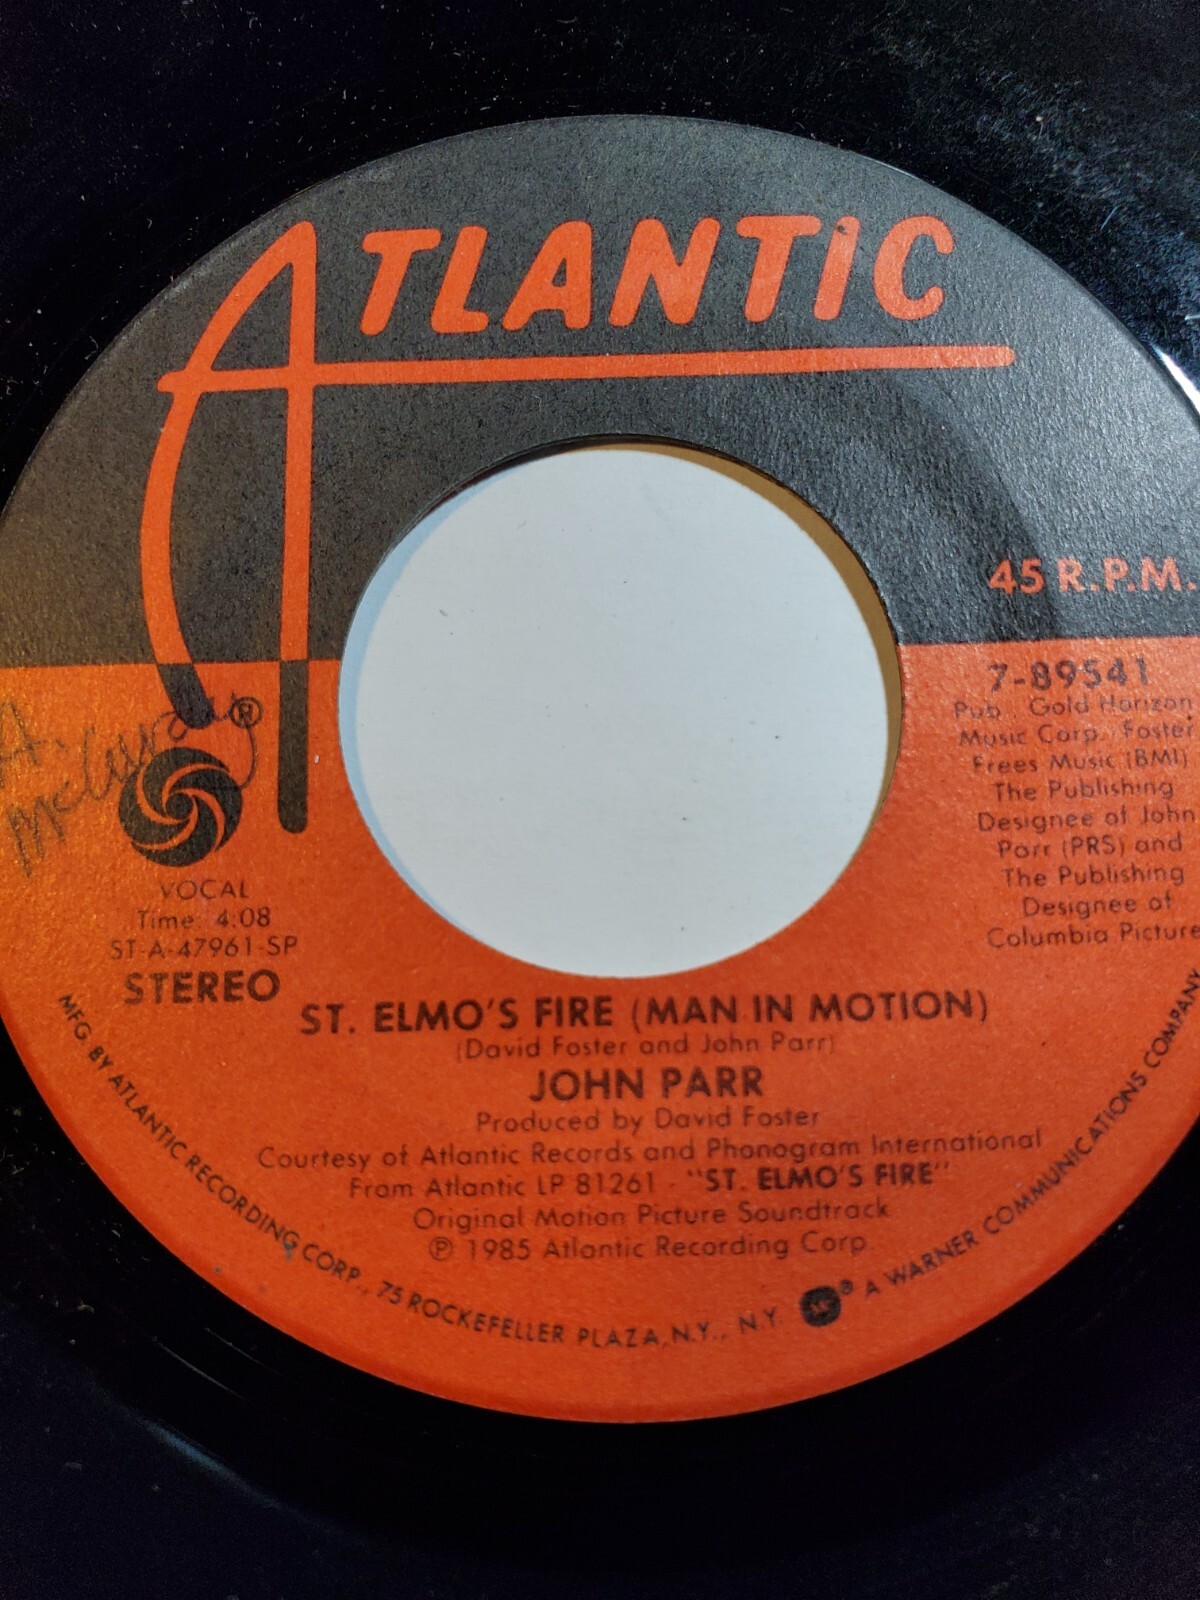 ATLANTIC
®
45 R.P.M.
7-89541
Pub. Gold Horizon
Music Corp. Foster
Frees Music (BMI)
The Publishing
Designee of John
Parr (PRS) and
The Publishing
Designee of
Columbia Picture
A.
VOCAL
Time: 4:08
ST-A-47961-SP
STEREO
ST. ELMO'S FIRE (MAN IN MOTION)
(David Foster and John Parr)
JOHN PARR
Produced by David Foster
Courtesy of Atlantic Records and Phonogram International
From Atlantic LP 81261 - "ST. ELMO'S FIRE"
Original Motion Picture Soundtrack
℗ 1985 Atlantic Recording Corp.
MFG BY ATLANTIC RECORDING CORP., 75 ROCKEFELLER PLAZA, N.Y., N.Y. ® A WARNER COMMUNICATIONS COMPANY